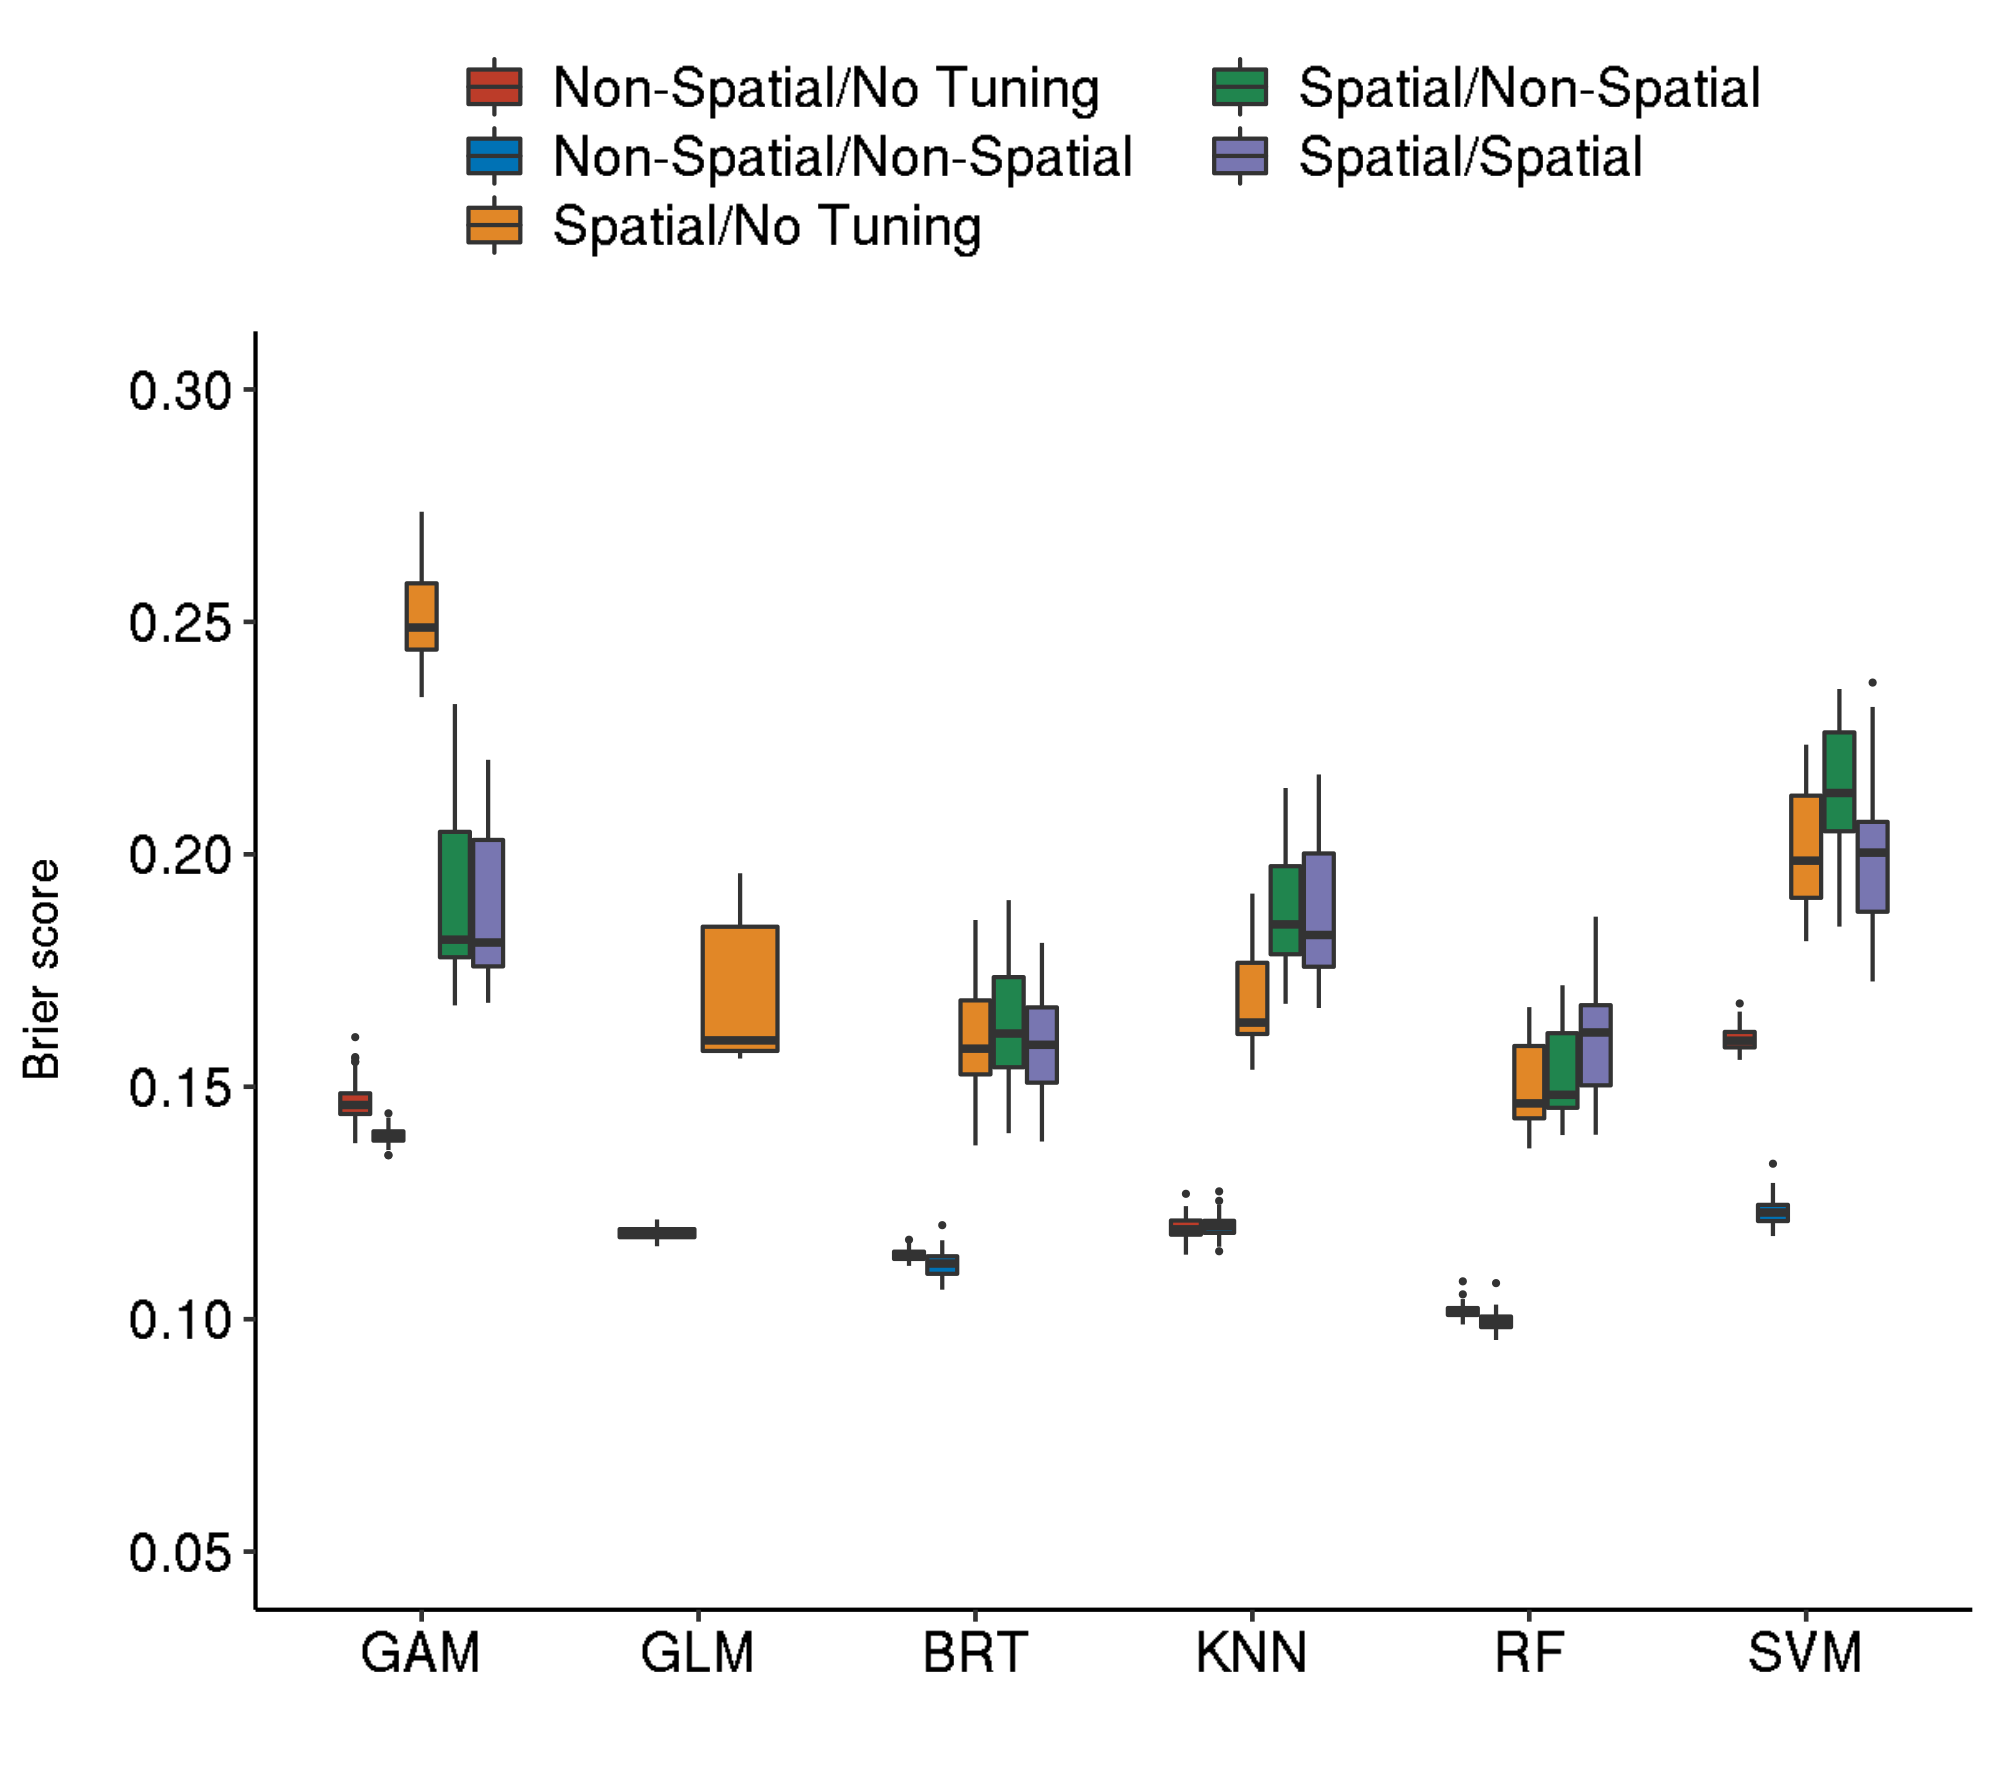 Non-Spatial/No Tuning
Non-Spatial/Non-Spatial
Spatial/No Tuning
Spatial/Non-Spatial
Spatial/Spatial
Brier score
0.30
0.25
0.20
0.15
0.10
0.05
GAM GLM BRT KNN RF SVM